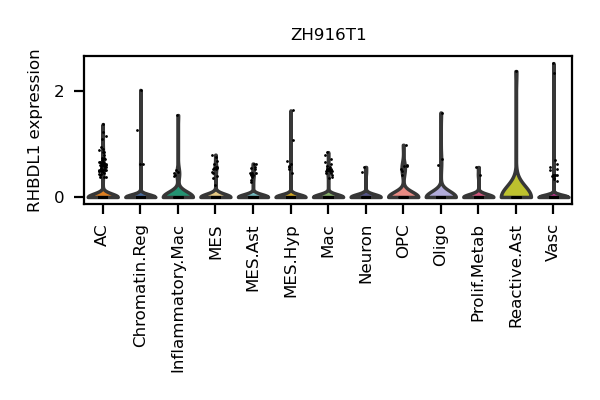 ZH916T1
RHBDL1 expression
2
0
AC
Chromatin.Reg
Inflammatory.Mac
MES
MES.Ast
MES.Hyp
Mac
Neuron
OPC
Oligo
Prolif.Metab
Reactive.Ast
Vasc